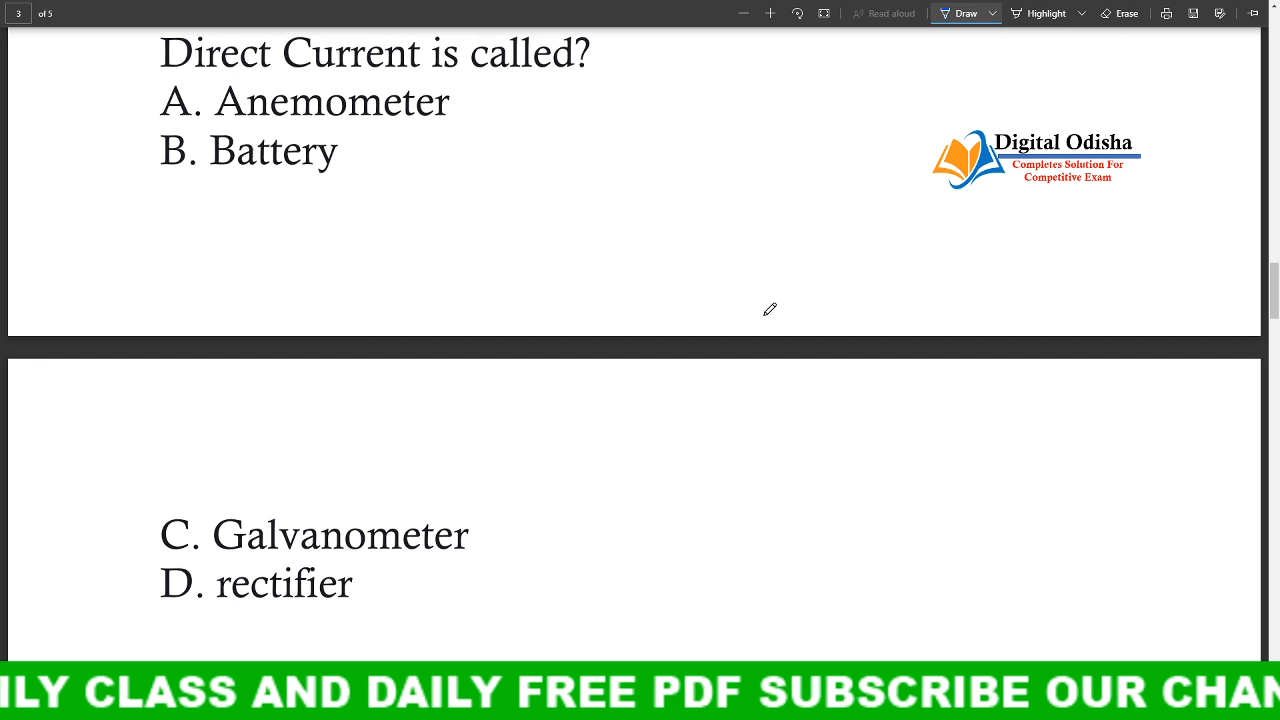 3 of 5 Read aloud Draw Highlight Erase
Direct Current is called?
A. Anemometer
B. Battery
Digital Odisha
Completes Solution For
Competitive Exam
C. Galvanometer
D. rectifier
ILY CLASS AND DAILY FREE PDF SUBSCRIBE OUR CHAN